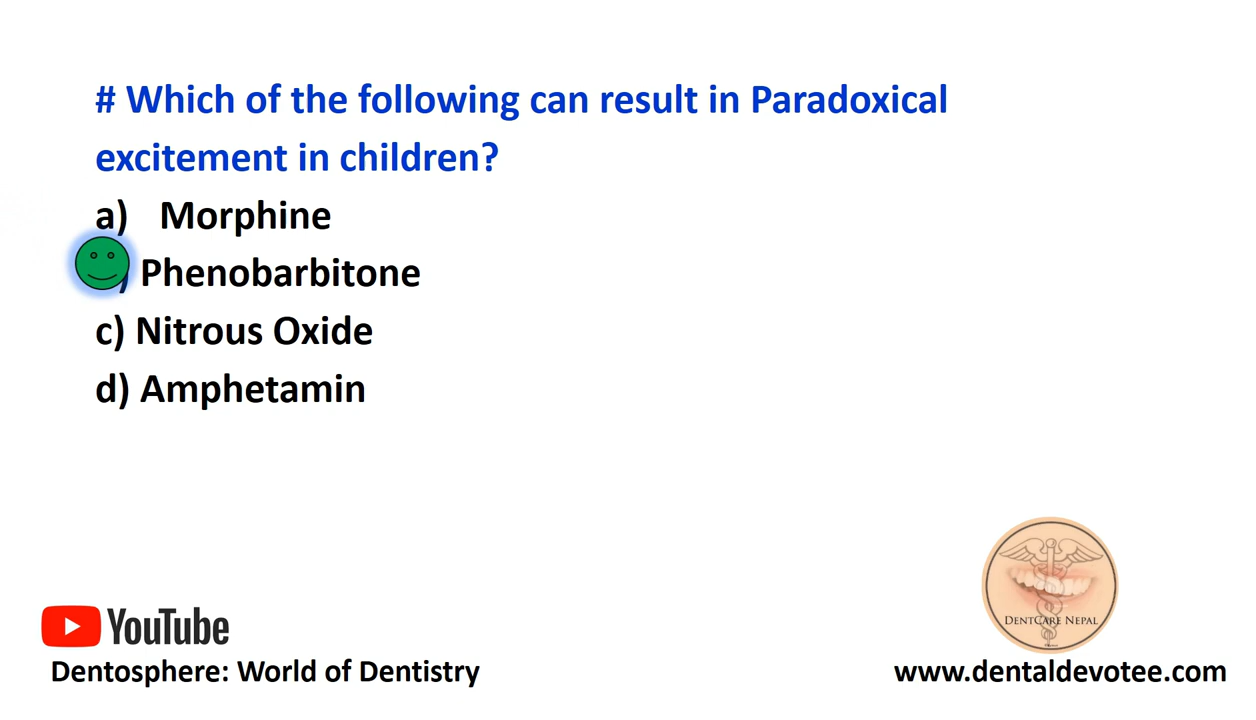 # Which of the following can result in Paradoxical
excitement in children?
a) Morphine
) Phenobarbitone
c) Nitrous Oxide
d) Amphetamin
DentCare Nepal
YouTube
Dentosphere: World of Dentistry
www.dentaldevotee.com